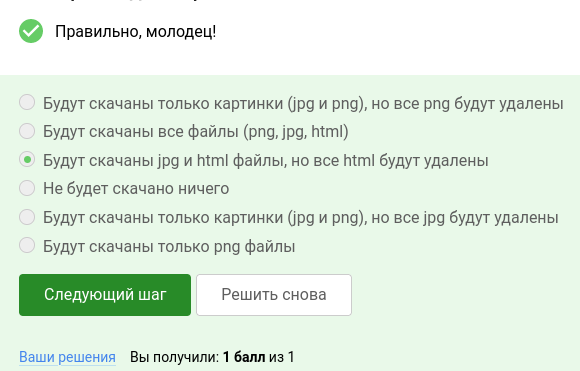 Правильно, молодец!
Будут скачаны только картинки (jpg и png), но все png будут удалены
Будут скачаны все файлы (png, jpg, html)
Будут скачаны jpg и html файлы, но все html будут удалены
Не будет скачано ничего
Будут скачаны только картинки (jpg и png), но все jpg будут удалены
Будут скачаны только png файлы
Следующий шаг Решить снова
Ваши решения Вы получили: 1 балл из 1